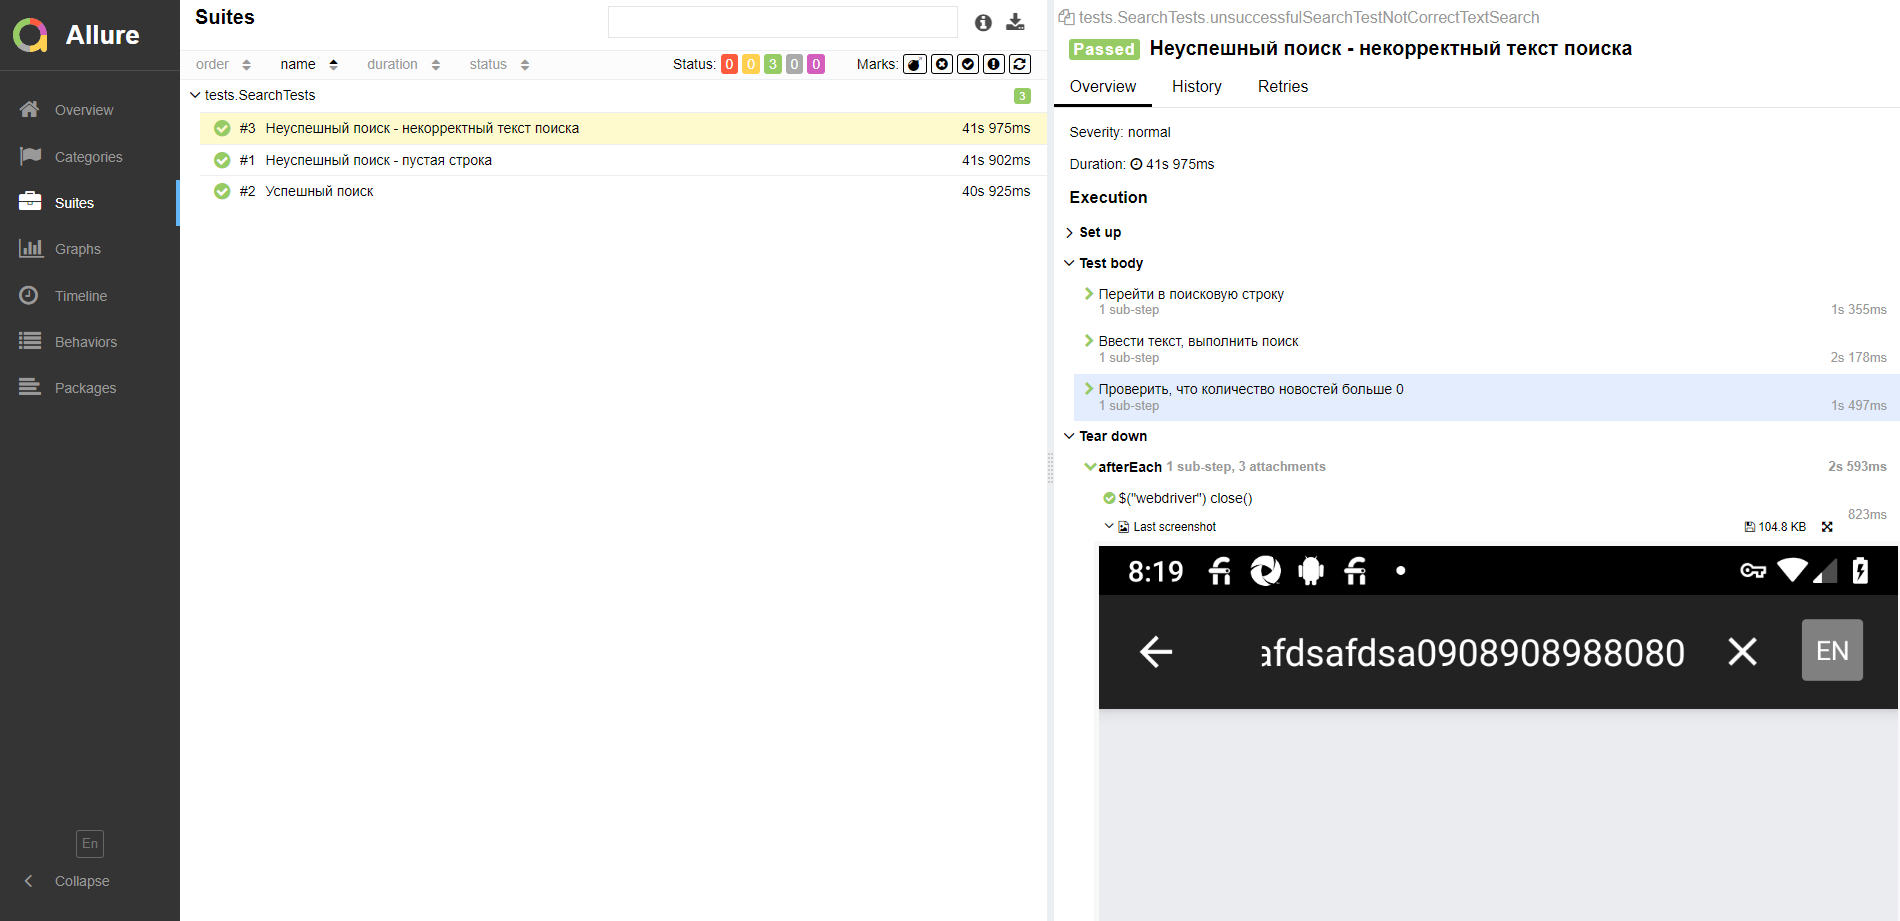 Allure
Overview
Categories
Suites
Graphs
Timeline
Behaviors
Packages
En
Collapse
Suites
order name duration status Status: 0 0 3 0 0 Marks:
tests.SearchTests 3
#3 Неуспешный поиск - некорректный текст поиска 41s 975ms
#1 Неуспешный поиск - пустая строка 41s 902ms
#2 Успешный поиск 40s 925ms
tests.SearchTests.unsuccessfulSearchTestNotCorrectTextSearch
Passed Неуспешный поиск - некорректный текст поиска
Overview History Retries
Severity: normal
Duration: 41s 975ms
Execution
Set up
Test body
Перейти в поисковую строку
1 sub-step 1s 355ms
Ввести текст, выполнить поиск
1 sub-step 2s 178ms
Проверить, что количество новостей больше 0
1 sub-step 1s 497ms
Tear down
afterEach 1 sub-step, 3 attachments 2s 593ms
$("webdriver") close()
823ms
Last screenshot 104.8 KB
8:19
afdsafdsa0908908988080 EN